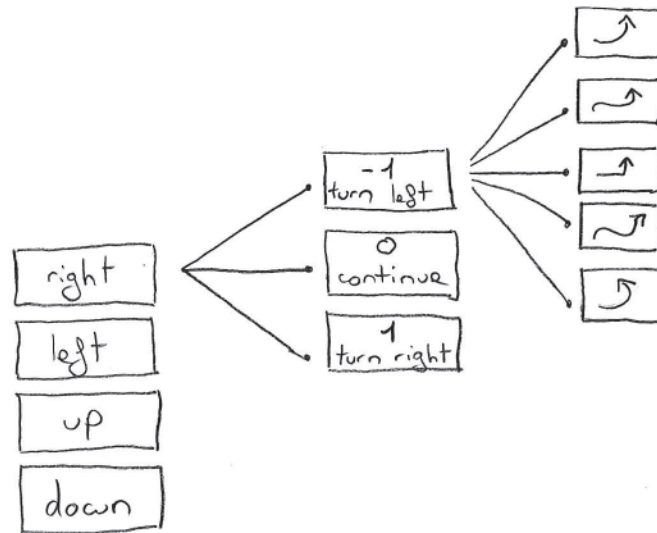 right
left
up
down
-1
turn left
0
continue
1
turn right